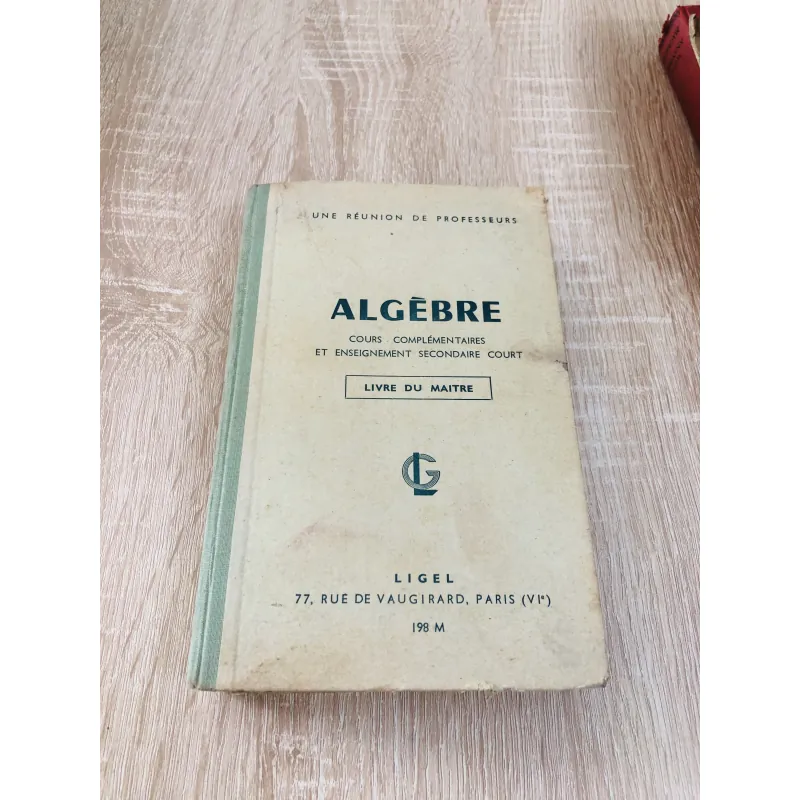 UNE RÉUNION DE PROFESSEURS
ALGÈBRE
COURS COMPLÉMENTAIRES
ET ENSEIGNEMENT SECONDAIRE COURT
LIVRE DU MAITRE
GL
LIGEL
77, RUE DE VAUGIRARD, PARIS (VIe)
198 M